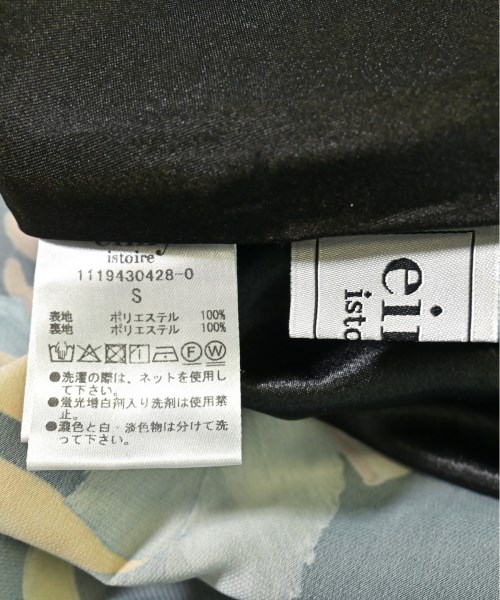 istoire
1119430428-0
S
表地 ポリエステル 100%
裏地 ポリエステル 100%
●洗濯の際は、ネットを使用し
て下さい。
●蛍光増白剤入り洗剤は使用禁
止。
●濃色と白・淡色物は分けて洗
って下さい。
ein
isto